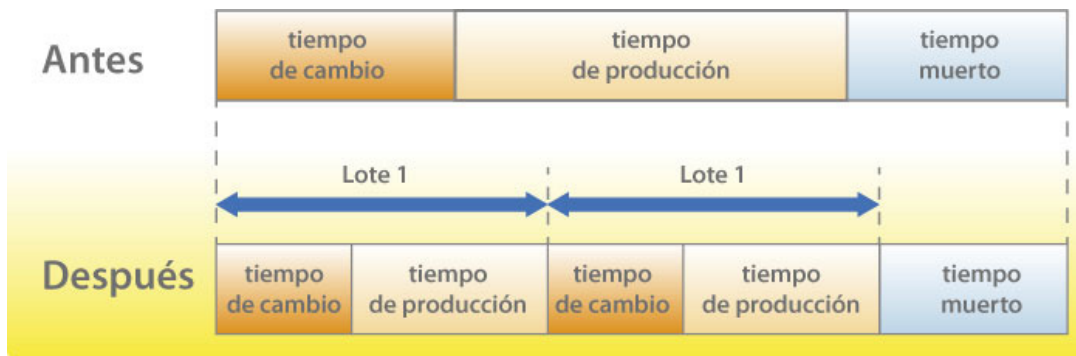 Antes
tiempo
de cambio
tiempo
de producción
tiempo
muerto
Lote 1
Lote 1
Después
tiempo
de cambio
tiempo
de producción
tiempo
de cambio
tiempo
de producción
tiempo
muerto